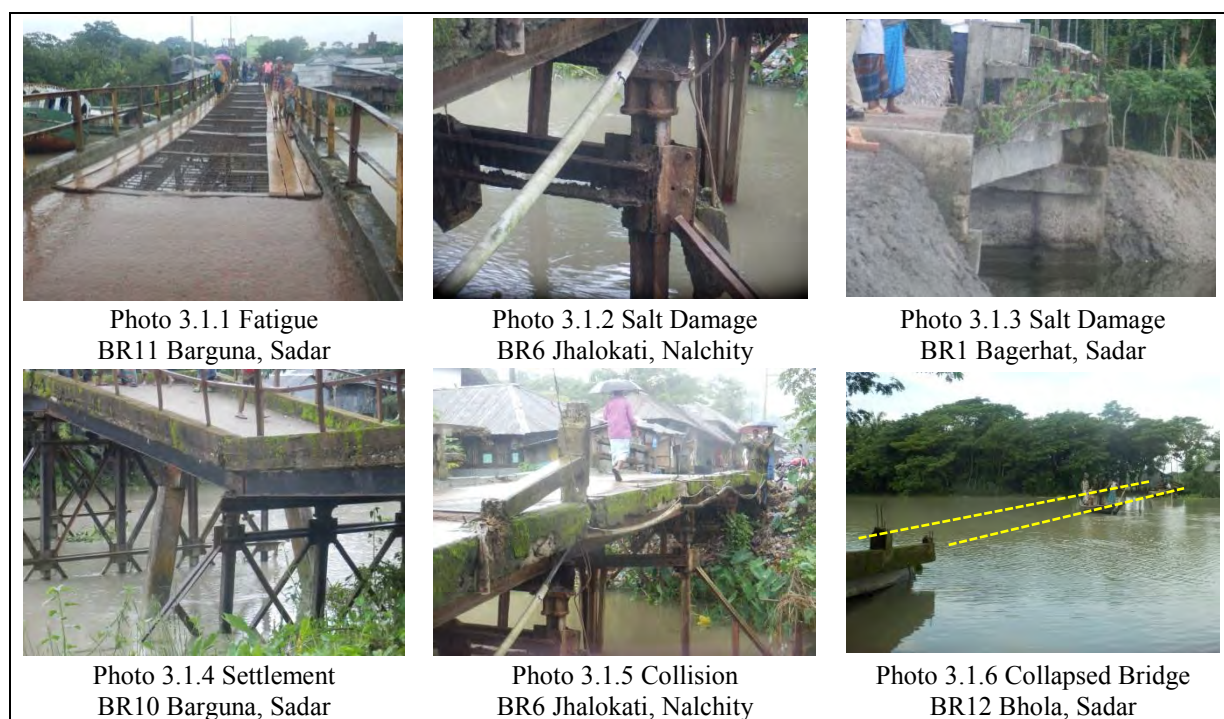 Photo 3.1.1 Fatigue
BR11 Barguna, Sadar
Photo 3.1.2 Salt Damage
BR6 Jhalokati, Nalchity
Photo 3.1.3 Salt Damage
BR1 Bagerhat, Sadar
Photo 3.1.4 Settlement
BR10 Barguna, Sadar
Photo 3.1.5 Collision
BR6 Jhalokati, Nalchity
Photo 3.1.6 Collapsed Bridge
BR12 Bhola, Sadar